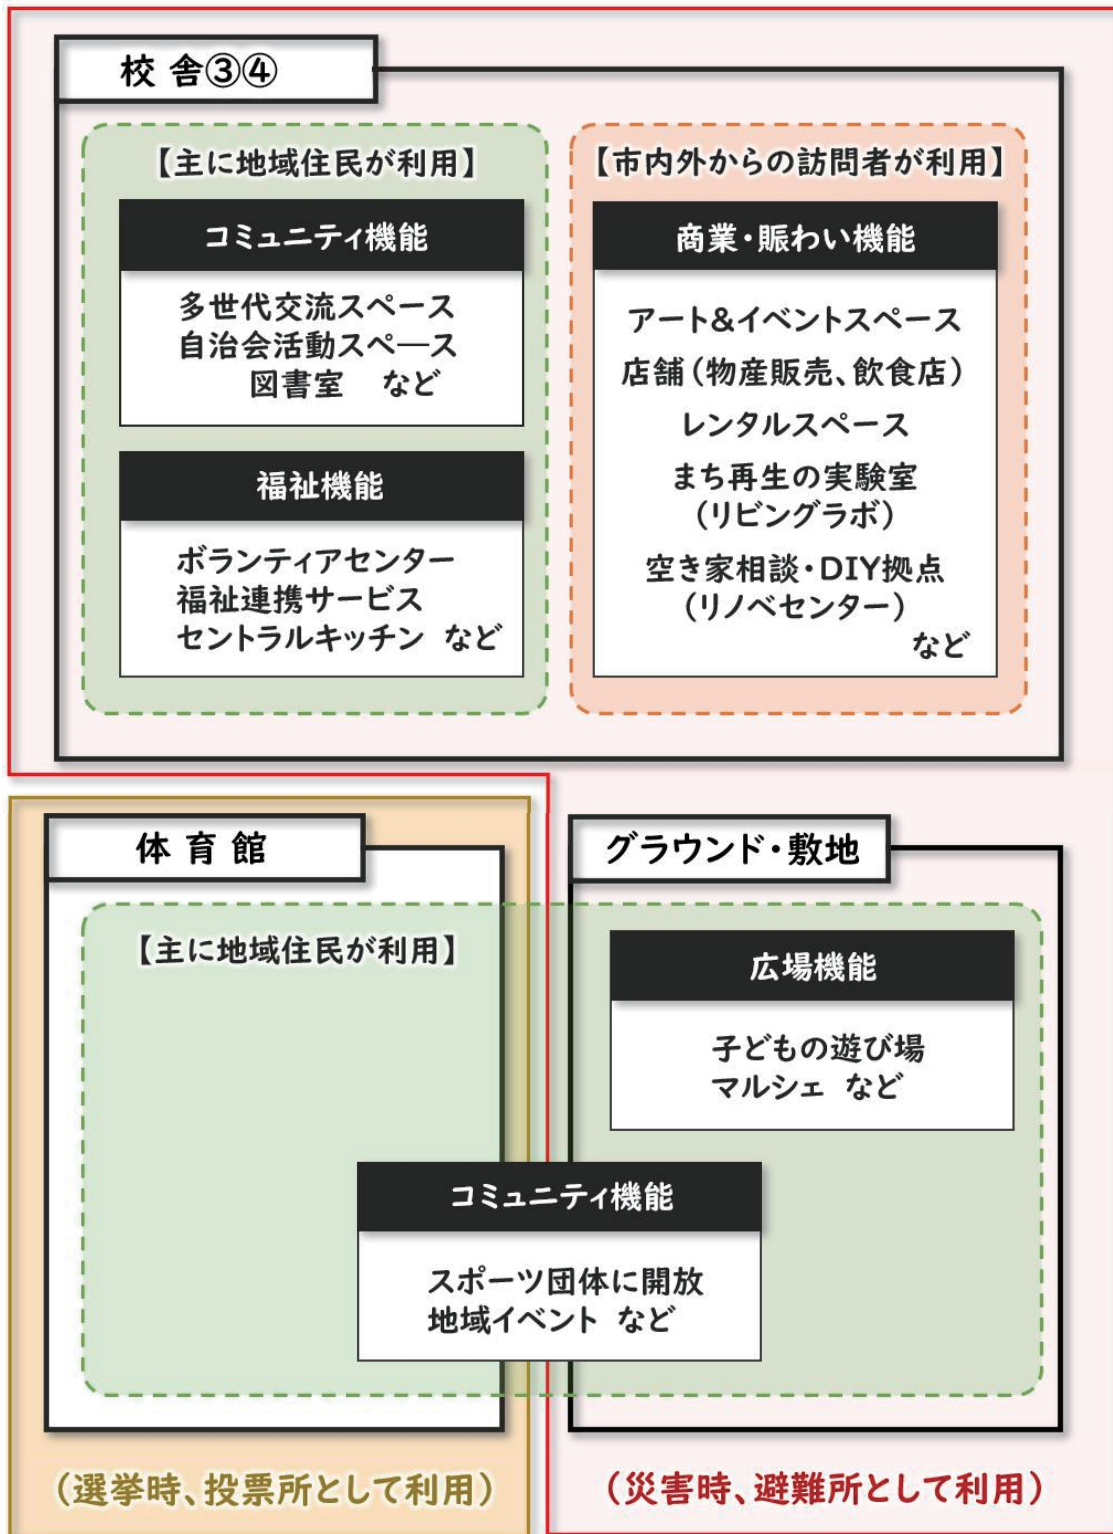 校舎③④
【主に地域住民が利用】
コミュニティ機能
多世代交流スペース
自治会活動スペース
図書室 など
福祉機能
ボランティアセンター
福祉連携サービス
セントラルキッチン など
【市内外からの訪問者が利用】
商業・賑わい機能
アート&イベントスペース
店舗(物産販売、飲食店)
レンタルスペース
まち再生の実験室
(リビングラボ)
空き家相談・DIY拠点
(リノベセンター)
など
体育館
【主に地域住民が利用】
グラウンド・敷地
広場機能
子どもの遊び場
マルシェ など
コミュニティ機能
スポーツ団体に開放
地域イベント など
(選挙時、投票所として利用)
(災害時、避難所として利用)